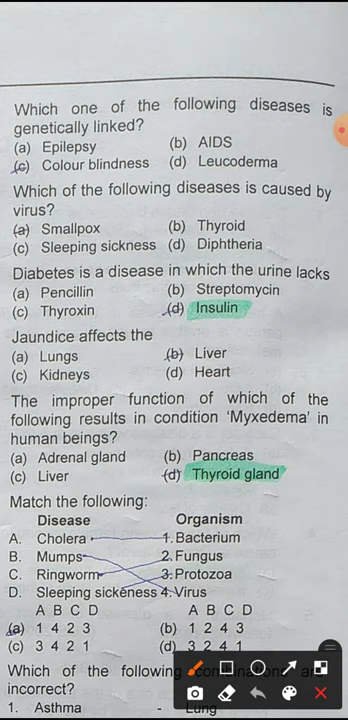 Which one of the following diseases is
genetically linked?
(a) Epilepsy (b) AIDS
(c) Colour blindness (d) Leucoderma
Which of the following diseases is caused by
virus?
(a) Smallpox (b) Thyroid
(c) Sleeping sickness (d) Diphtheria
Diabetes is a disease in which the urine lacks
(a) Pencillin (b) Streptomycin
(c) Thyroxin (d) Insulin
Jaundice affects the
(a) Lungs (b) Liver
(c) Kidneys (d) Heart
The improper function of which of the
following results in condition 'Myxedema' in
human beings?
(a) Adrenal gland (b) Pancreas
(c) Liver (d) Thyroid gland
Match the following:
Disease Organism
A. Cholera 1. Bacterium
B. Mumps 2. Fungus
C. Ringworm 3. Protozoa
D. Sleeping sickeness 4. Virus
A B C D A B C D
(a) 1 4 2 3 (b) 1 2 4 3
(c) 3 4 2 1 (d) 3 2 4 1
Which of the following are
incorrect?
1. Asthma - Lung